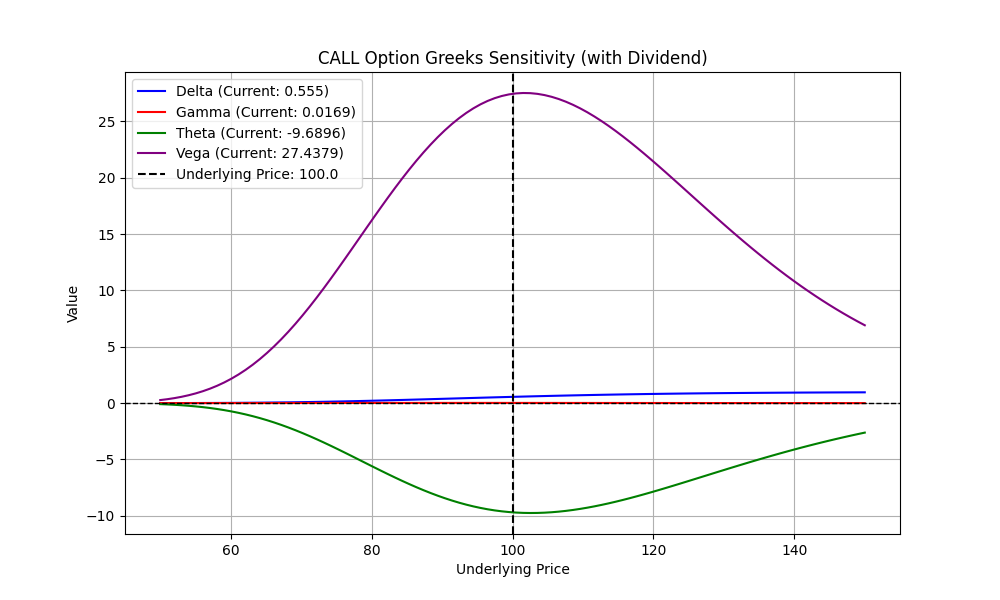 CALL Option Greeks Sensitivity (with Dividend)
Delta (Current: 0.555)
Gamma (Current: 0.0169)
Theta (Current: -9.6896)
Vega (Current: 27.4379)
Underlying Price: 100.0
25
20
15
10
5
0
−5
−10
Value
60 80 100 120 140
Underlying Price